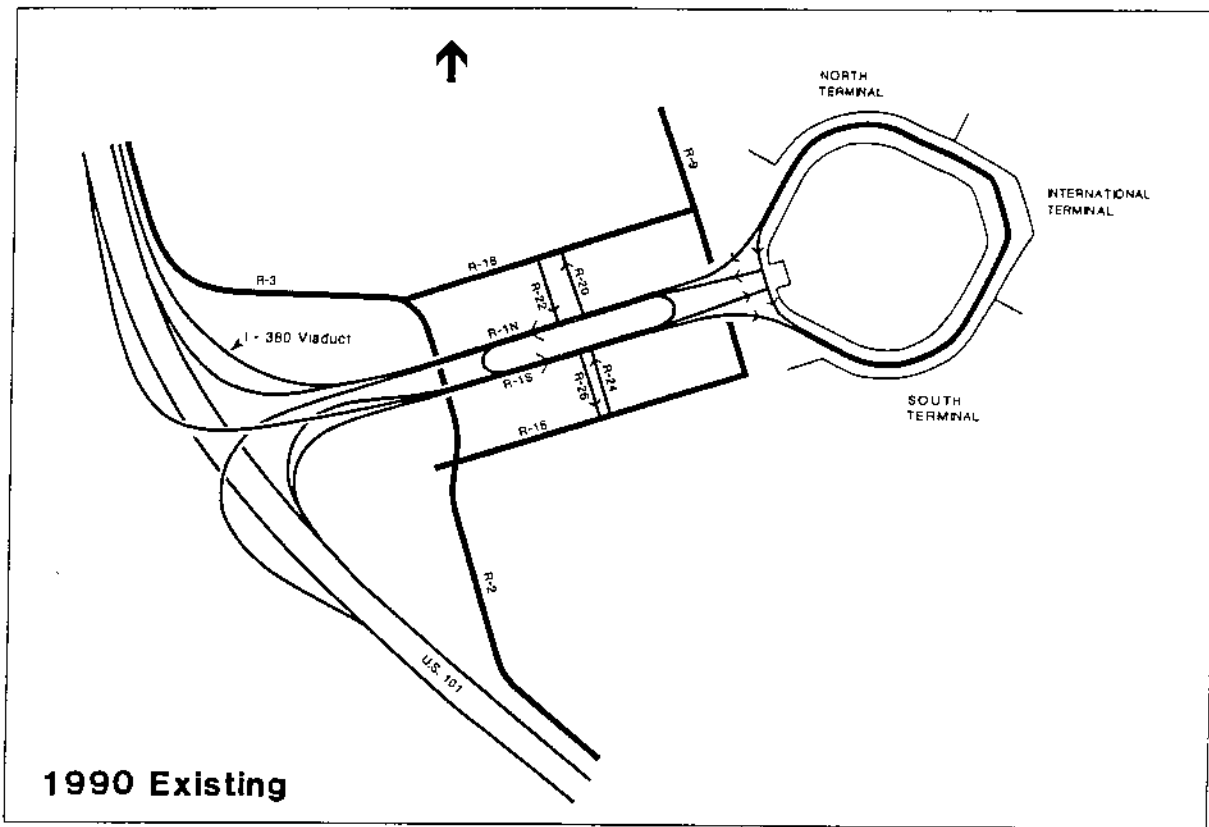 NORTH
TERMINAL
R-9
INTERNATIONAL
TERMINAL
R-18
R-20
R-22
R-3
R-1N
I - 380 Viaduct
R-1S
R-24
R-26
SOUTH
TERMINAL
R-16
R-2
U.S. 101
1990 Existing